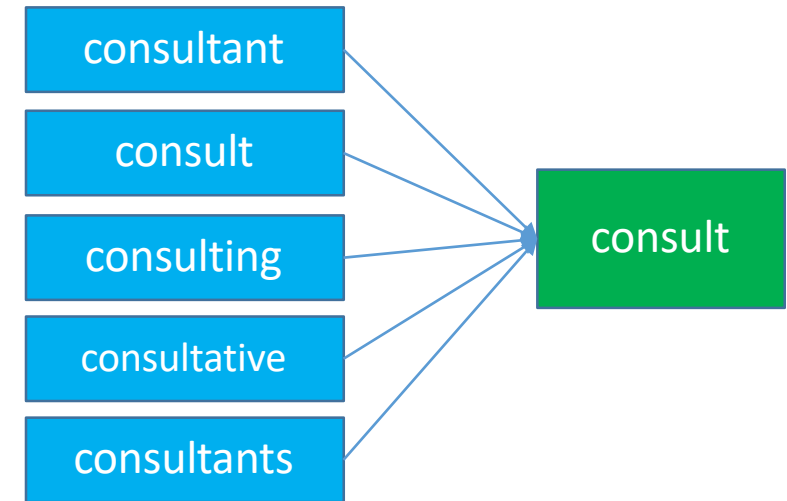 consultant
consult
consulting
consultative
consultants
consult